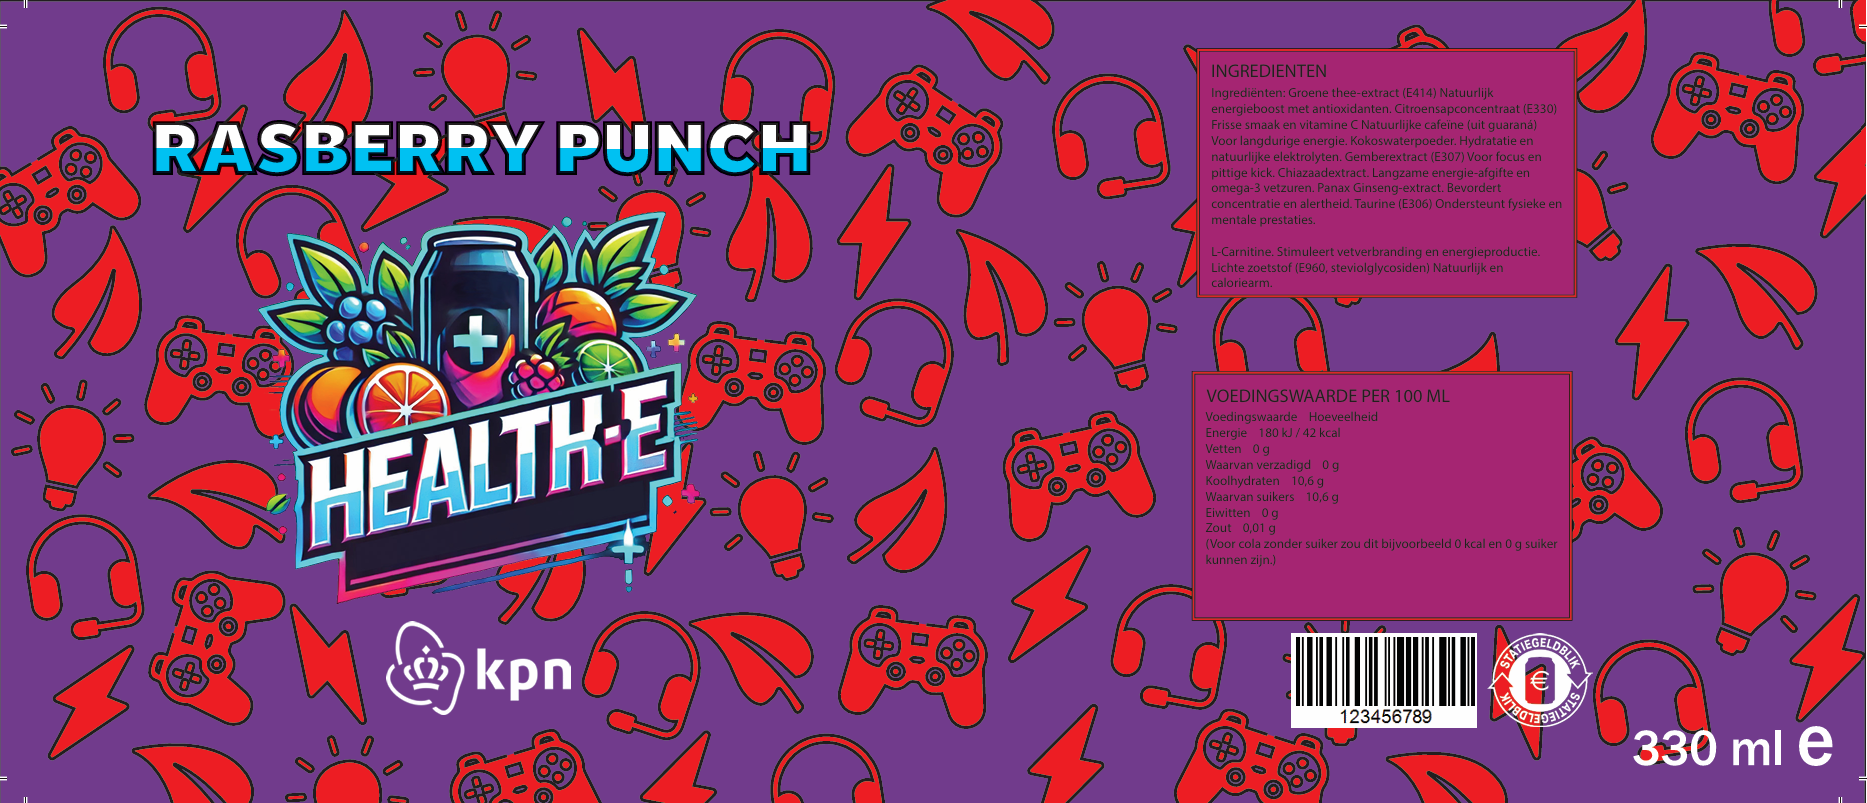 RASBERRY PUNCH
HEALTH-E
kpn
INGREDIENTEN
Ingrediënten: Groene thee-extract (E414) Natuurlijk
energieboost met antioxidanten. Citroensapconcentraat (E330)
Frisse smaak en vitamine C Natuurlijke cafeïne (uit guaraná)
Voor langdurige energie. Kokoswaterpoeder. Hydratatie en
natuurlijke elektrolyten. Gemberextract (E307) Voor focus en
pittige kick. Chiazaadextract. Langzame energie-afgifte en
omega-3 vetzuren. Panax Ginseng-extract. Bevordert
concentratie en alertheid. Taurine (E306) Ondersteunt fysieke en
mentale prestaties.
L-Carnitine. Stimuleert vetverbranding en energieproductie.
Lichte zoetstof (E960, steviolglycosiden) Natuurlijk en
caloriearm.
VOEDINGSWAARDE PER 100 ML
Voedingswaarde Hoeveelheid
Energie 180 kJ / 42 kcal
Vetten 0 g
Waarvan verzadigd 0 g
Koolhydraten 10,6 g
Waarvan suikers 10,6 g
Eiwitten 0 g
Zout 0,01 g
(Voor cola zonder suiker zou dit bijvoorbeeld 0 kcal en 0 g suiker
kunnen zijn.)
123456789
STATIEGELDBLIK
€
STATIEGELDBLIK
330 ml e